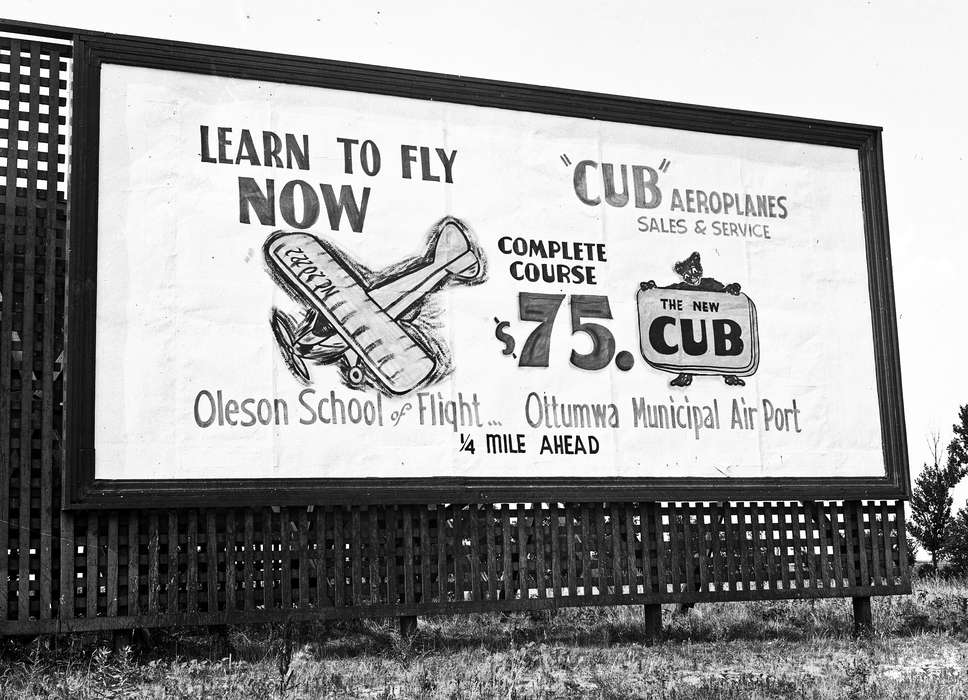 LEARN TO FLY
NOW
"CUB" AEROPLANES
SALES & SERVICE
COMPLETE
COURSE
$75.
THE NEW
CUB
Oleson School of Flight... Ottumwa Municipal Air Port
¼ MILE AHEAD